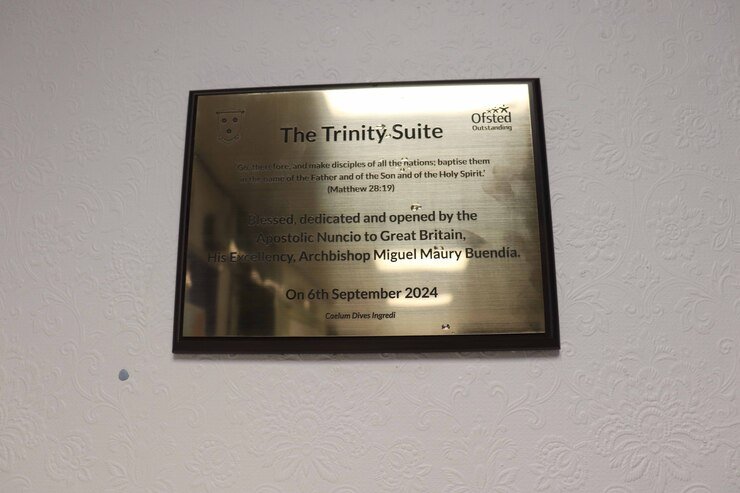 Ofsted
Outstanding
The Trinity Suite
'Go, therefore, and make disciples of all the nations; baptise them
in the name of the Father and of the Son and of the Holy Spirit.'
(Matthew 28:19)
Blessed, dedicated and opened by the
Apostolic Nuncio to Great Britain,
His Excellency, Archbishop Miguel Maury Buendía.
On 6th September 2024
Caelum Dives Ingredi